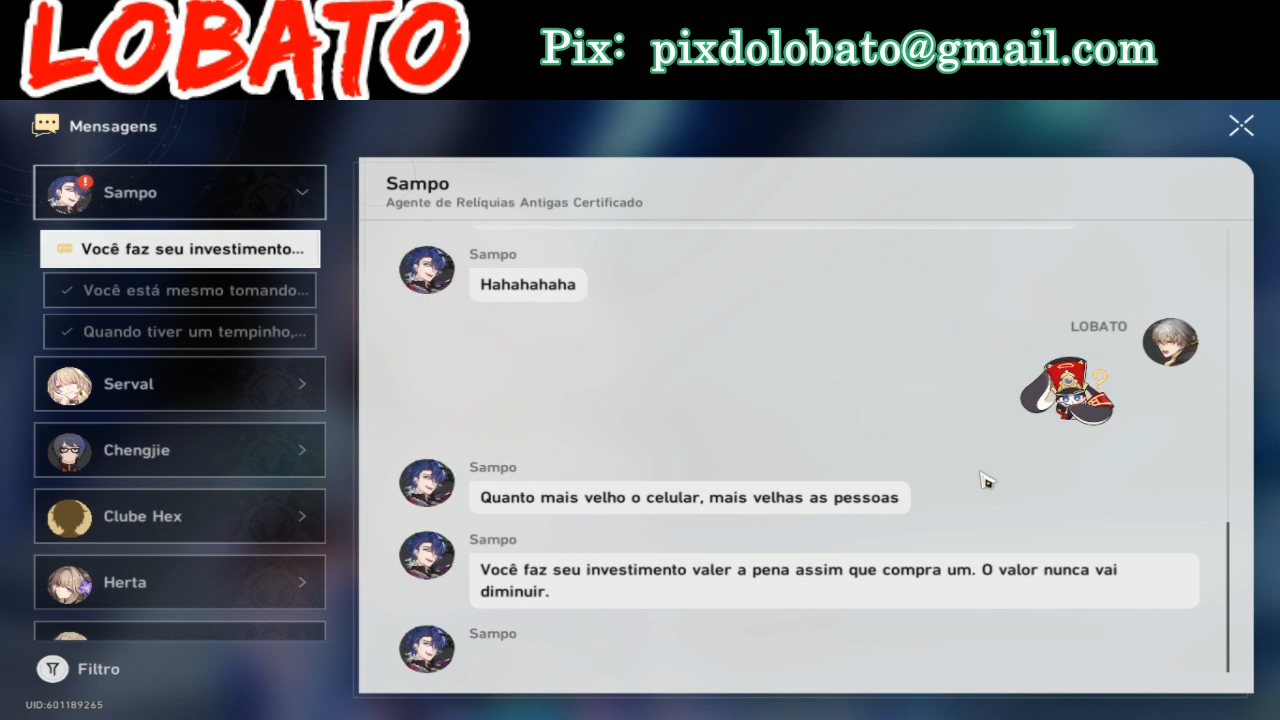 LOBATO
Pix: pixdolobato@gmail.com
Mensagens
Sampo
Você faz seu investimento...
Você está mesmo tomando...
Quando tiver um tempinho,...
Serval
Chengjie
Clube Hex
Herta
Filtro
UID:601189265
Sampo
Agente de Relíquias Antigas Certificado
Sampo
Hahahahaha
LOBATO
?
Sampo
Quanto mais velho o celular, mais velhas as pessoas
Sampo
Você faz seu investimento valer a pena assim que compra um. O valor nunca vai
diminuir.
Sampo